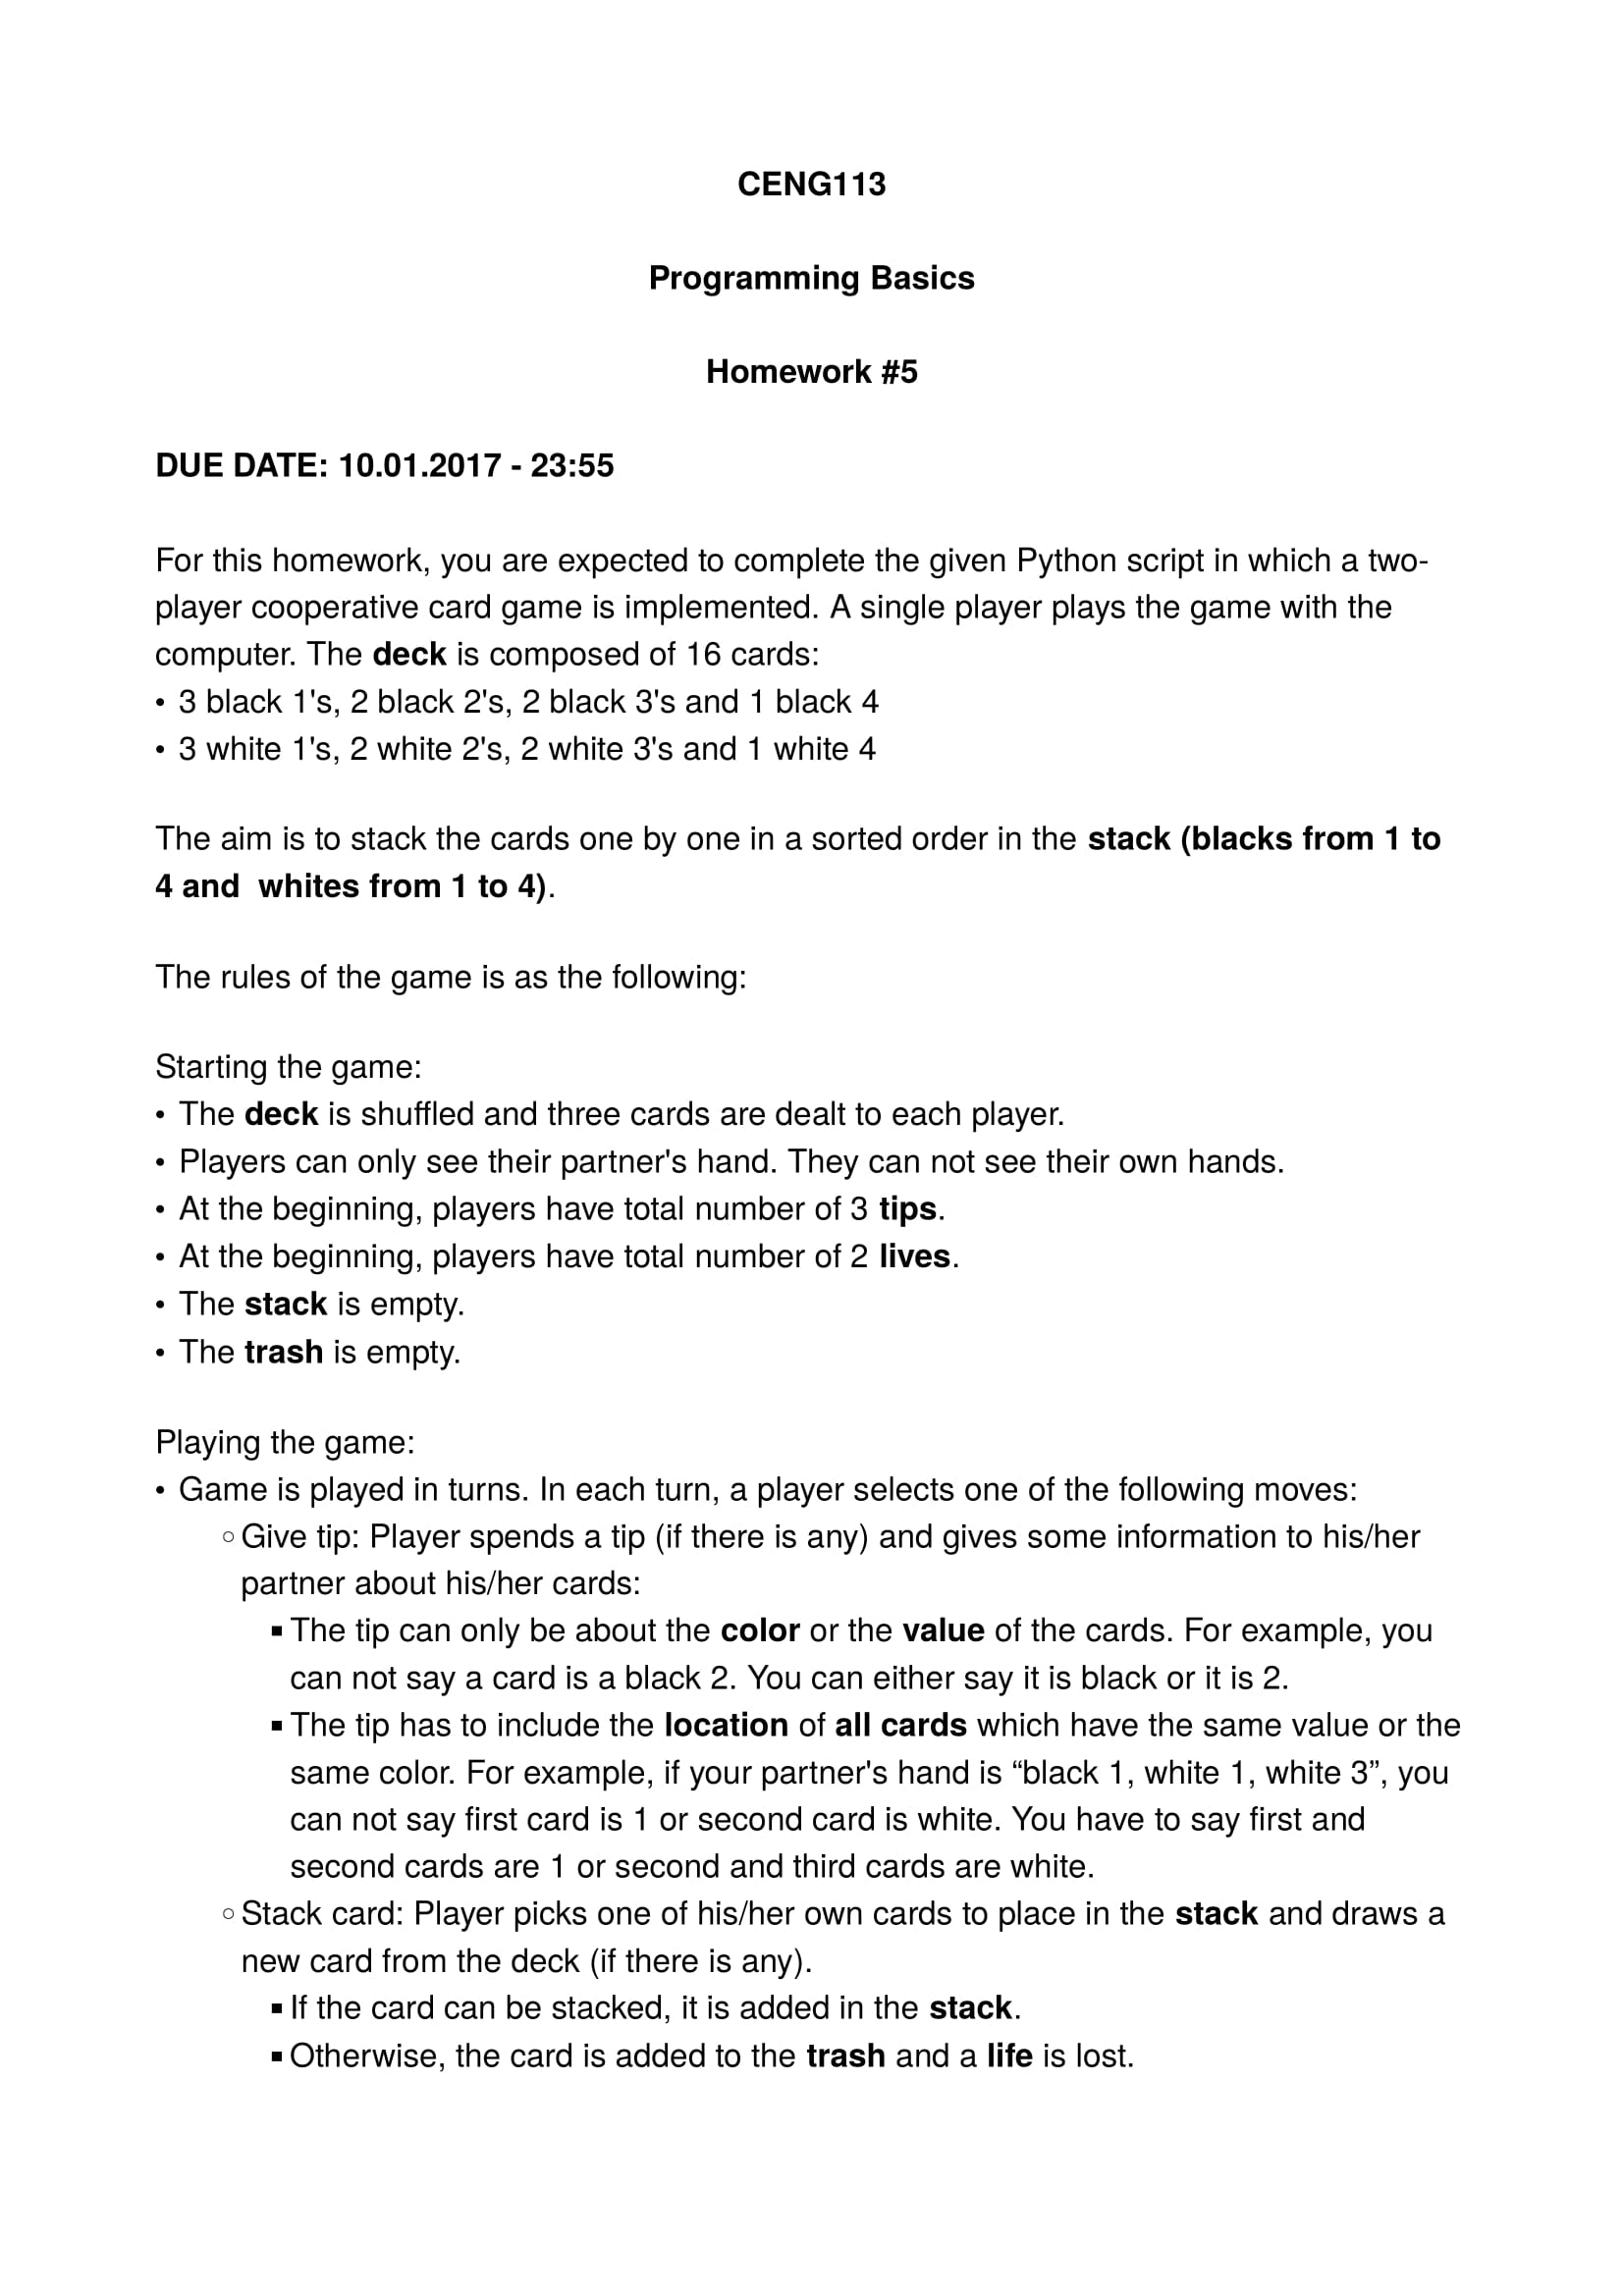 CENG113
Programming Basics
Homework #5
DUE DATE: 10.01.2017 - 23:55
For this homework, you are expected to complete the given Python script in which a two-
player cooperative card game is implemented. A single player plays the game with the
computer. The deck is composed of 16 cards:
• 3 black 1's, 2 black 2's, 2 black 3's and 1 black 4
• 3 white 1's, 2 white 2's, 2 white 3's and 1 white 4
The aim is to stack the cards one by one in a sorted order in the stack (blacks from 1 to
4 and  whites from 1 to 4).
The rules of the game is as the following:
Starting the game:
• The deck is shuffled and three cards are dealt to each player.
• Players can only see their partner's hand. They can not see their own hands.
• At the beginning, players have total number of 3 tips.
• At the beginning, players have total number of 2 lives.
• The stack is empty.
• The trash is empty.
Playing the game:
• Game is played in turns. In each turn, a player selects one of the following moves:
○ Give tip: Player spends a tip (if there is any) and gives some information to his/her
partner about his/her cards:
▪ The tip can only be about the color or the value of the cards. For example, you
can not say a card is a black 2. You can either say it is black or it is 2.
▪ The tip has to include the location of all cards which have the same value or the
same color. For example, if your partner's hand is “black 1, white 1, white 3”, you
can not say first card is 1 or second card is white. You have to say first and
second cards are 1 or second and third cards are white.
○ Stack card: Player picks one of his/her own cards to place in the stack and draws a
new card from the deck (if there is any).
▪ If the card can be stacked, it is added in the stack.
▪ Otherwise, the card is added to the trash and a life is lost.